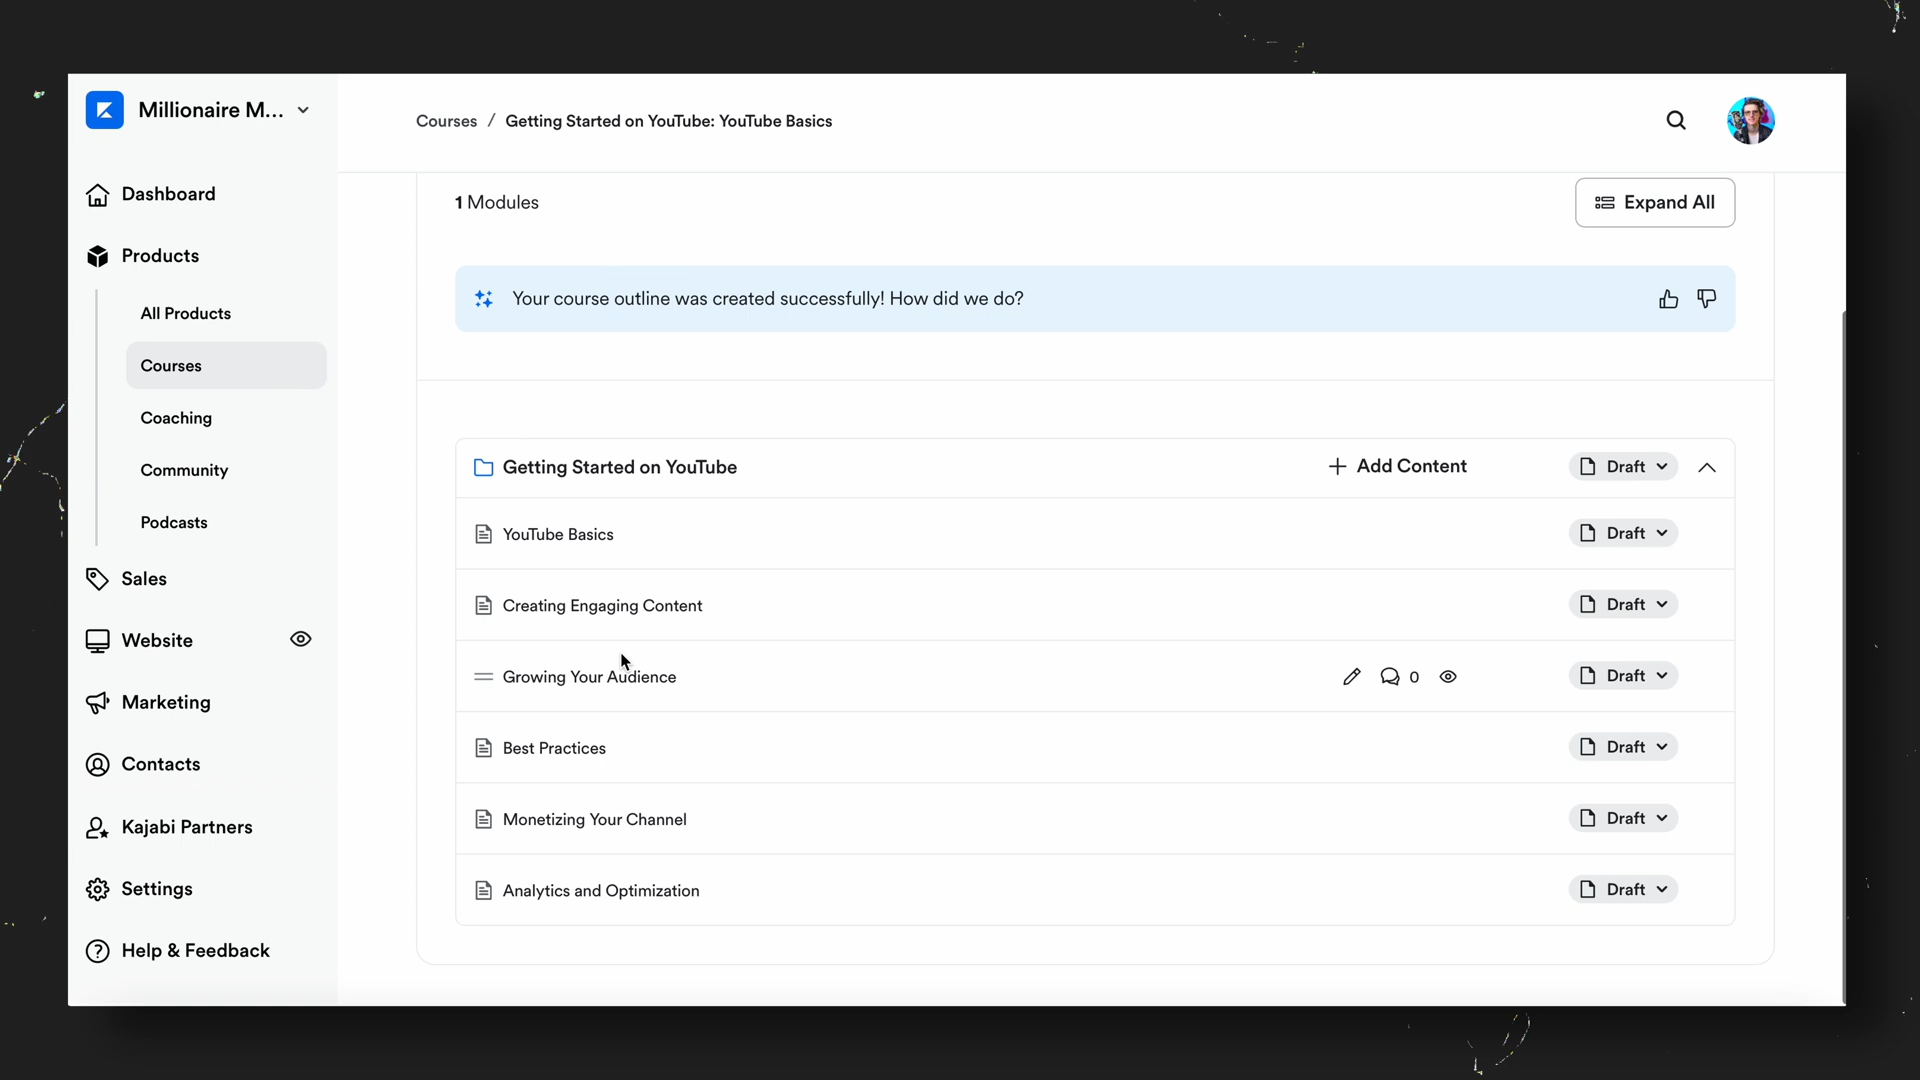 Millionaire M...
Courses / Getting Started on YouTube: YouTube Basics
Dashboard
Products
All Products
Courses
Coaching
Community
Podcasts
Sales
Website
Marketing
Contacts
Kajabi Partners
Settings
Help & Feedback
1 Modules
Expand All
Your course outline was created successfully! How did we do?
Getting Started on YouTube
Add Content
Draft
YouTube Basics
Draft
Creating Engaging Content
Draft
Growing Your Audience
0
Draft
Best Practices
Draft
Monetizing Your Channel
Draft
Analytics and Optimization
Draft